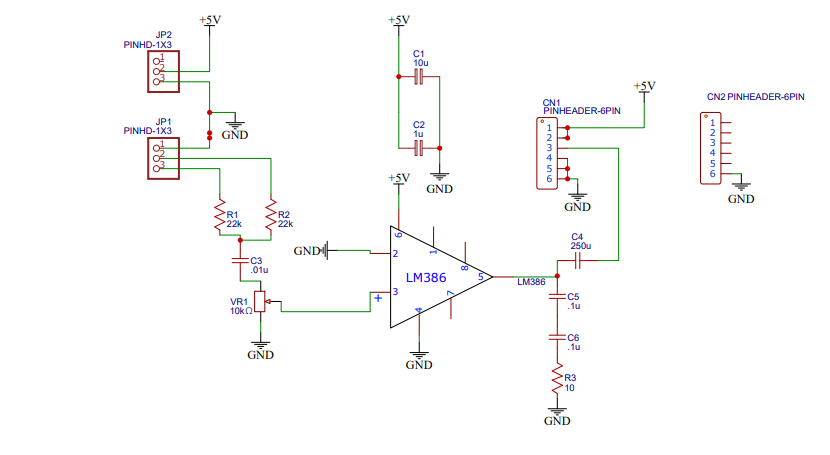 +5V
JP2
PINHD-1X3
1
2
3
GND
JP1
PINHD-1X3
1
2
3
R1
22k
R2
22k
C3
.01u
VR1
10kΩ
GND
+5V
C1
10u
C2
1u
GND
+5V
GND
6
1
8
2
LM386
5
3
+
7
4
GND
LM386
CN1
PINHEADER-6PIN
+5V
1
2
3
4
5
6
GND
C4
250u
C5
.1u
C6
.1u
R3
10
GND
CN2 PINHEADER-6PIN
1
2
3
4
5
6
GND